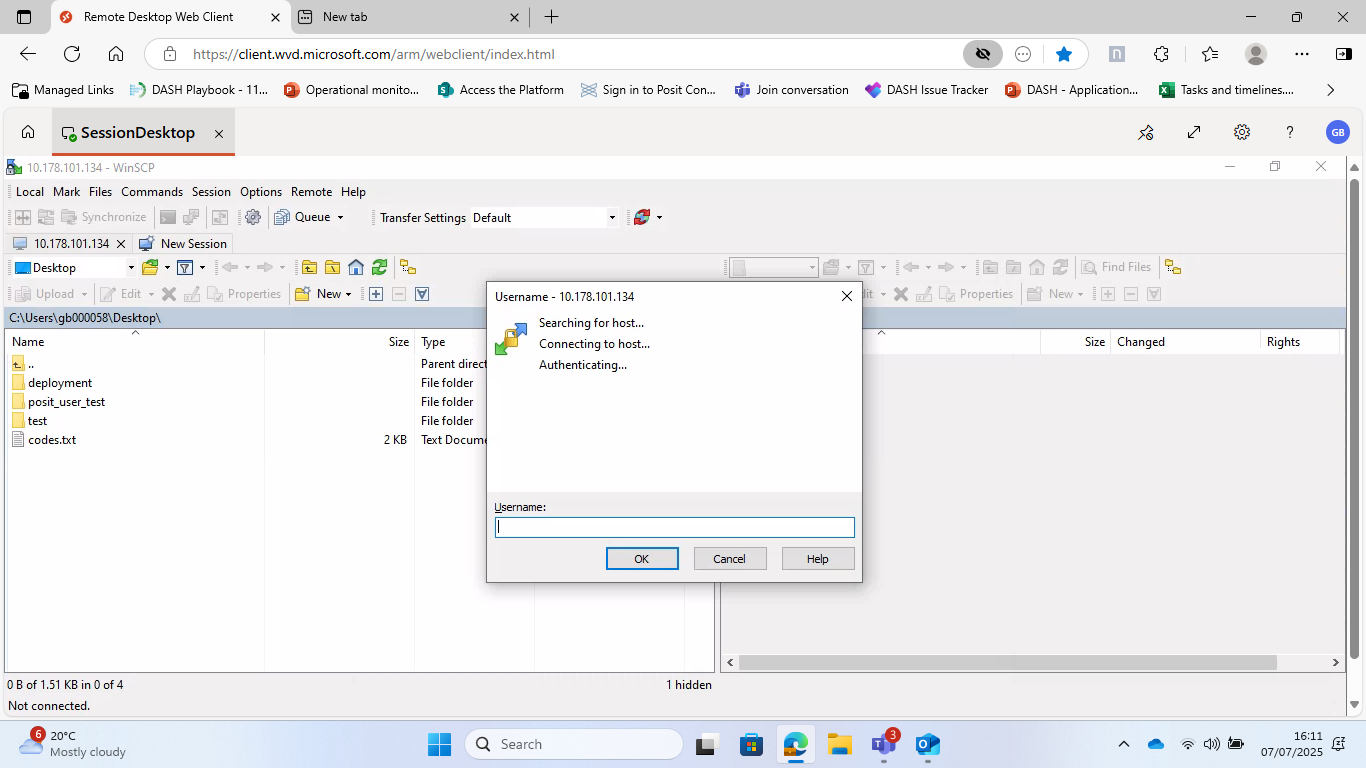 Remote Desktop Web Client
New tab
https://client.wvd.microsoft.com/arm/webclient/index.html
Managed Links
DASH Playbook - 11...
Operational monito...
Access the Platform
Sign in to Posit Con...
Join conversation
DASH Issue Tracker
DASH - Application...
Tasks and timelines....
SessionDesktop
?
GB
10.178.101.134 - WinSCP
Local Mark Files Commands Session Options Remote Help
Synchronize
Queue
Transfer Settings Default
10.178.101.134
New Session
Desktop
Find Files
Upload
Edit
Properties
New
Properties
New
C:\Users\gb000058\Desktop\
Name Size Type
Size Changed Rights
.. Parent direct
deployment File folder
posit_user_test File folder
test File folder
codes.txt 2 KB Text Docume
Username - 10.178.101.134
Searching for host...
Connecting to host...
Authenticating...
Username:
OK Cancel Help
0 B of 1.51 KB in 0 of 4
1 hidden
Not connected.
6
20°C
Mostly cloudy
Search
3
16:11
07/07/2025